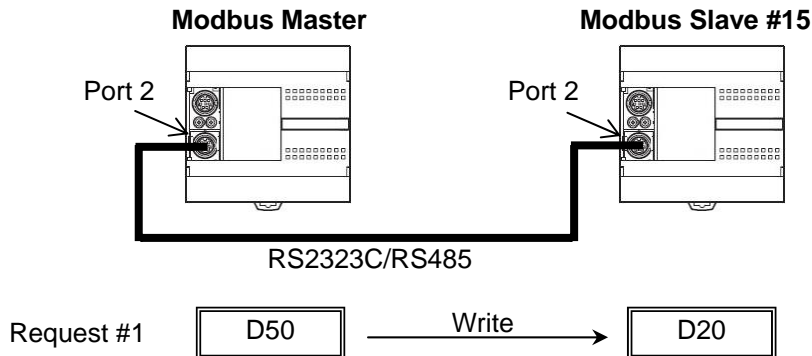 Modbus Master
Modbus Slave #15
Port 2
Port 2
RS2323C/RS485
Request #1
D50
Write
D20